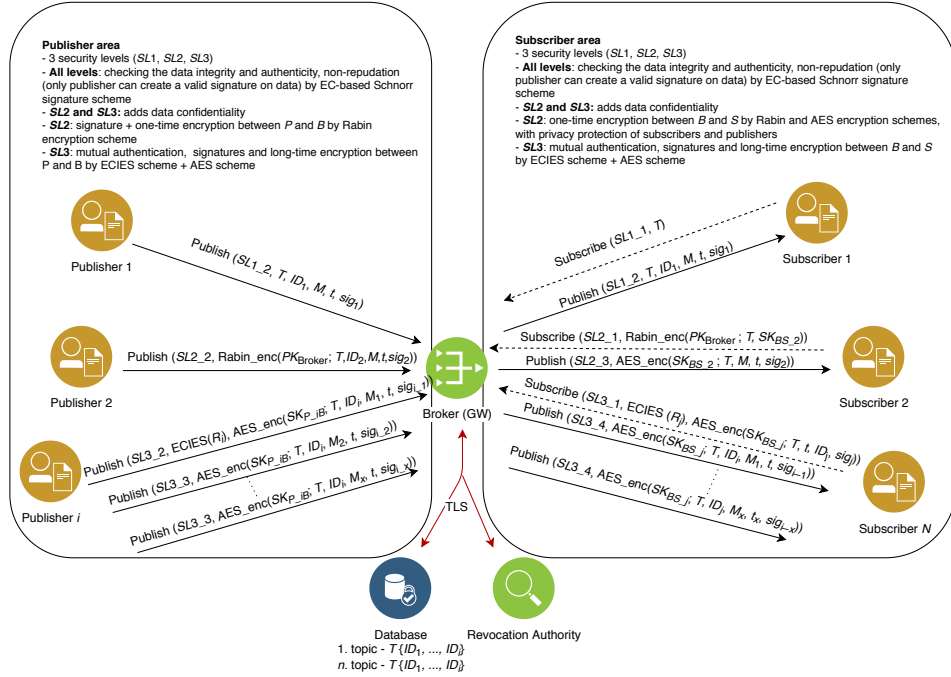 Publisher area
- 3 security levels (SL1, SL2, SL3)
- All levels: checking the data integrity and authenticity, non-repudation
(only publisher can create a valid signature on data) by EC-based Schnorr
signature scheme
- SL2 and SL3: adds data confidentiality
- SL2: signature + one-time encryption between P and B by Rabin
encryption scheme
- SL3: mutual authentication, signatures and long-time encryption between
P and B by ECIES scheme + AES scheme
Publisher 1
Publish (SL1_2, T, ID1, M, t, sig1)
Publisher 2
Publish (SL2_2, Rabin_enc(PKBroker; T,ID2,M,t,sig2))
Publisher i
Publish (SL3_2, ECIES(Ri), AES_enc(SKP_iB; T, IDi, M1, t, sigi_1))
Publish (SL3_3, AES_enc(SKP_iB; T, IDi, M2, t, sigi_2))
Publish (SL3_3, AES_enc(SKP_iB; T, IDi, Mx, t, sigi_x))
Broker (GW)
TLS
Subscriber area
- 3 security levels (SL1, SL2, SL3)
- All levels: checking the data integrity and authenticity, non-repudation (only
publisher can create a valid signature on data) by EC-based Schnorr signature
scheme
- SL2 and SL3: adds data confidentiality
- SL2: one-time encryption between B and S by Rabin and AES encryption schemes,
with privacy protection of subscribers and publishers
- SL3: mutual authentication, signatures and long-time encryption between B and S
by ECIES scheme + AES scheme
Subscribe (SL1_1, T)
Publish (SL1_2, T, ID1, M, t, sig1)
Subscriber 1
Subscribe (SL2_1, Rabin_enc(PKBroker; T, SKBS_2))
Publish (SL2_3, AES_enc(SKBS_2; T, M, t, sig2))
Subscriber 2
Subscribe (SL3_1, ECIES (Rj), AES_enc(SKBS_j; T, t, IDj, sigj))
Publish (SL3_4, AES_enc(SKBS_j; T, IDi, M1, t, sigi–1))
Publish (SL3_4, AES_enc(SKBS_j; T, IDi, Mx, tx, sigi–x))
Subscriber N
Database
1. topic - T{ID1, ..., IDi}
n. topic - T{ID1, ..., IDi}
Revocation Authority